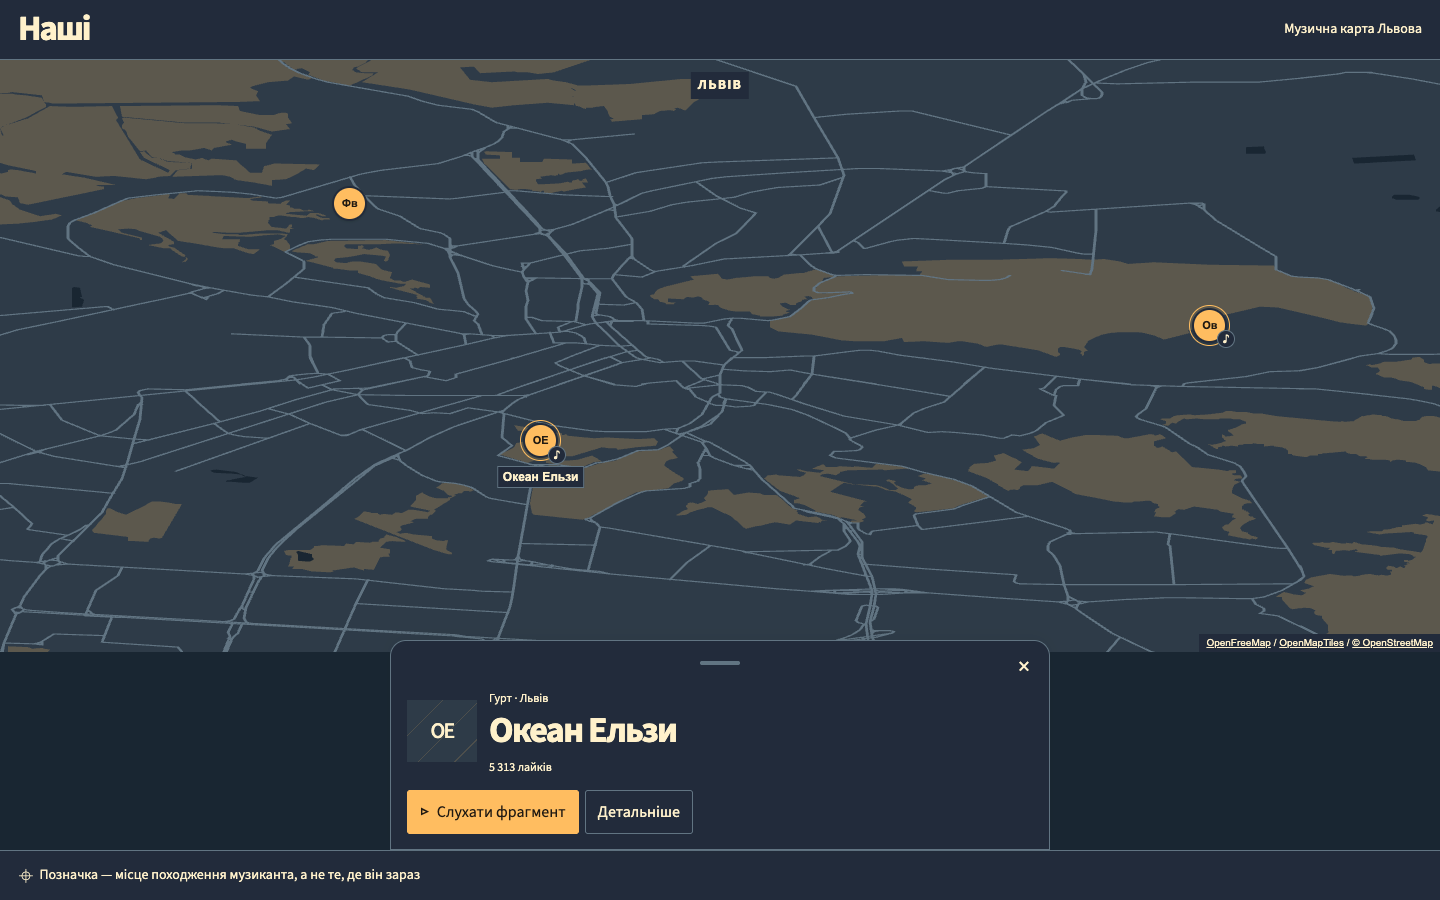 Наші
Музична карта Львова
ЛЬВІВ
Фв
Ов
ОЕ
Океан Ельзи
OpenFreeMap / OpenMapTiles / © OpenStreetMap
Гурт · Львів
ОЕ
Океан Ельзи
5 313 лайків
Слухати фрагмент
Детальніше
Позначка — місце походження музиканта, а не те, де він зараз